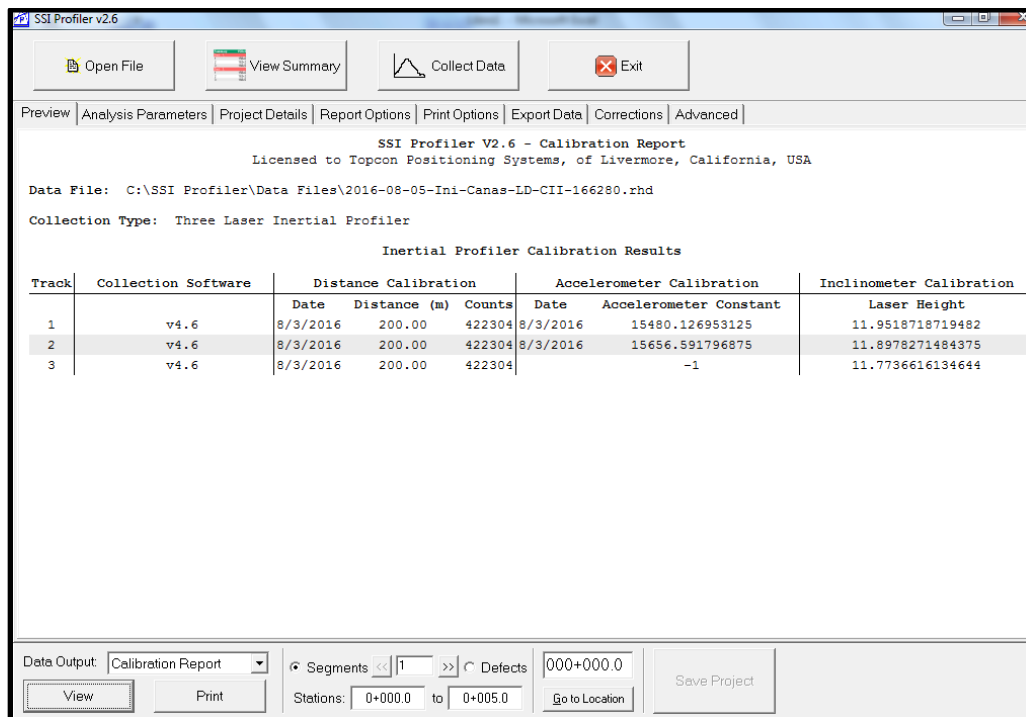 SSI Profiler v2.6
Open File View Summary Collect Data Exit
Preview Analysis Parameters Project Details Report Options Print Options Export Data Corrections Advanced
SSI Profiler V2.6 - Calibration Report
Licensed to Topcon Positioning Systems, of Livermore, California, USA
Data File: C:\SSI Profiler\Data Files\2016-08-05-Ini-Canas-LD-CII-166280.rhd
Collection Type: Three Laser Inertial Profiler
Inertial Profiler Calibration Results
Track Collection Software Distance Calibration Accelerometer Calibration Inclinometer Calibration
Date Distance (m) Counts Date Accelerometer Constant Laser Height
1 v4.6 8/3/2016 200.00 422304 8/3/2016 15480.126953125 11.9518718719482
2 v4.6 8/3/2016 200.00 422304 8/3/2016 15656.591796875 11.8978271484375
3 v4.6 8/3/2016 200.00 422304 -1 11.7736616134644
Data Output: Calibration Report Segments << 1 >> Defects 000+000.0 Save Project
View Print Stations: 0+000.0 to 0+005.0 Go to Location